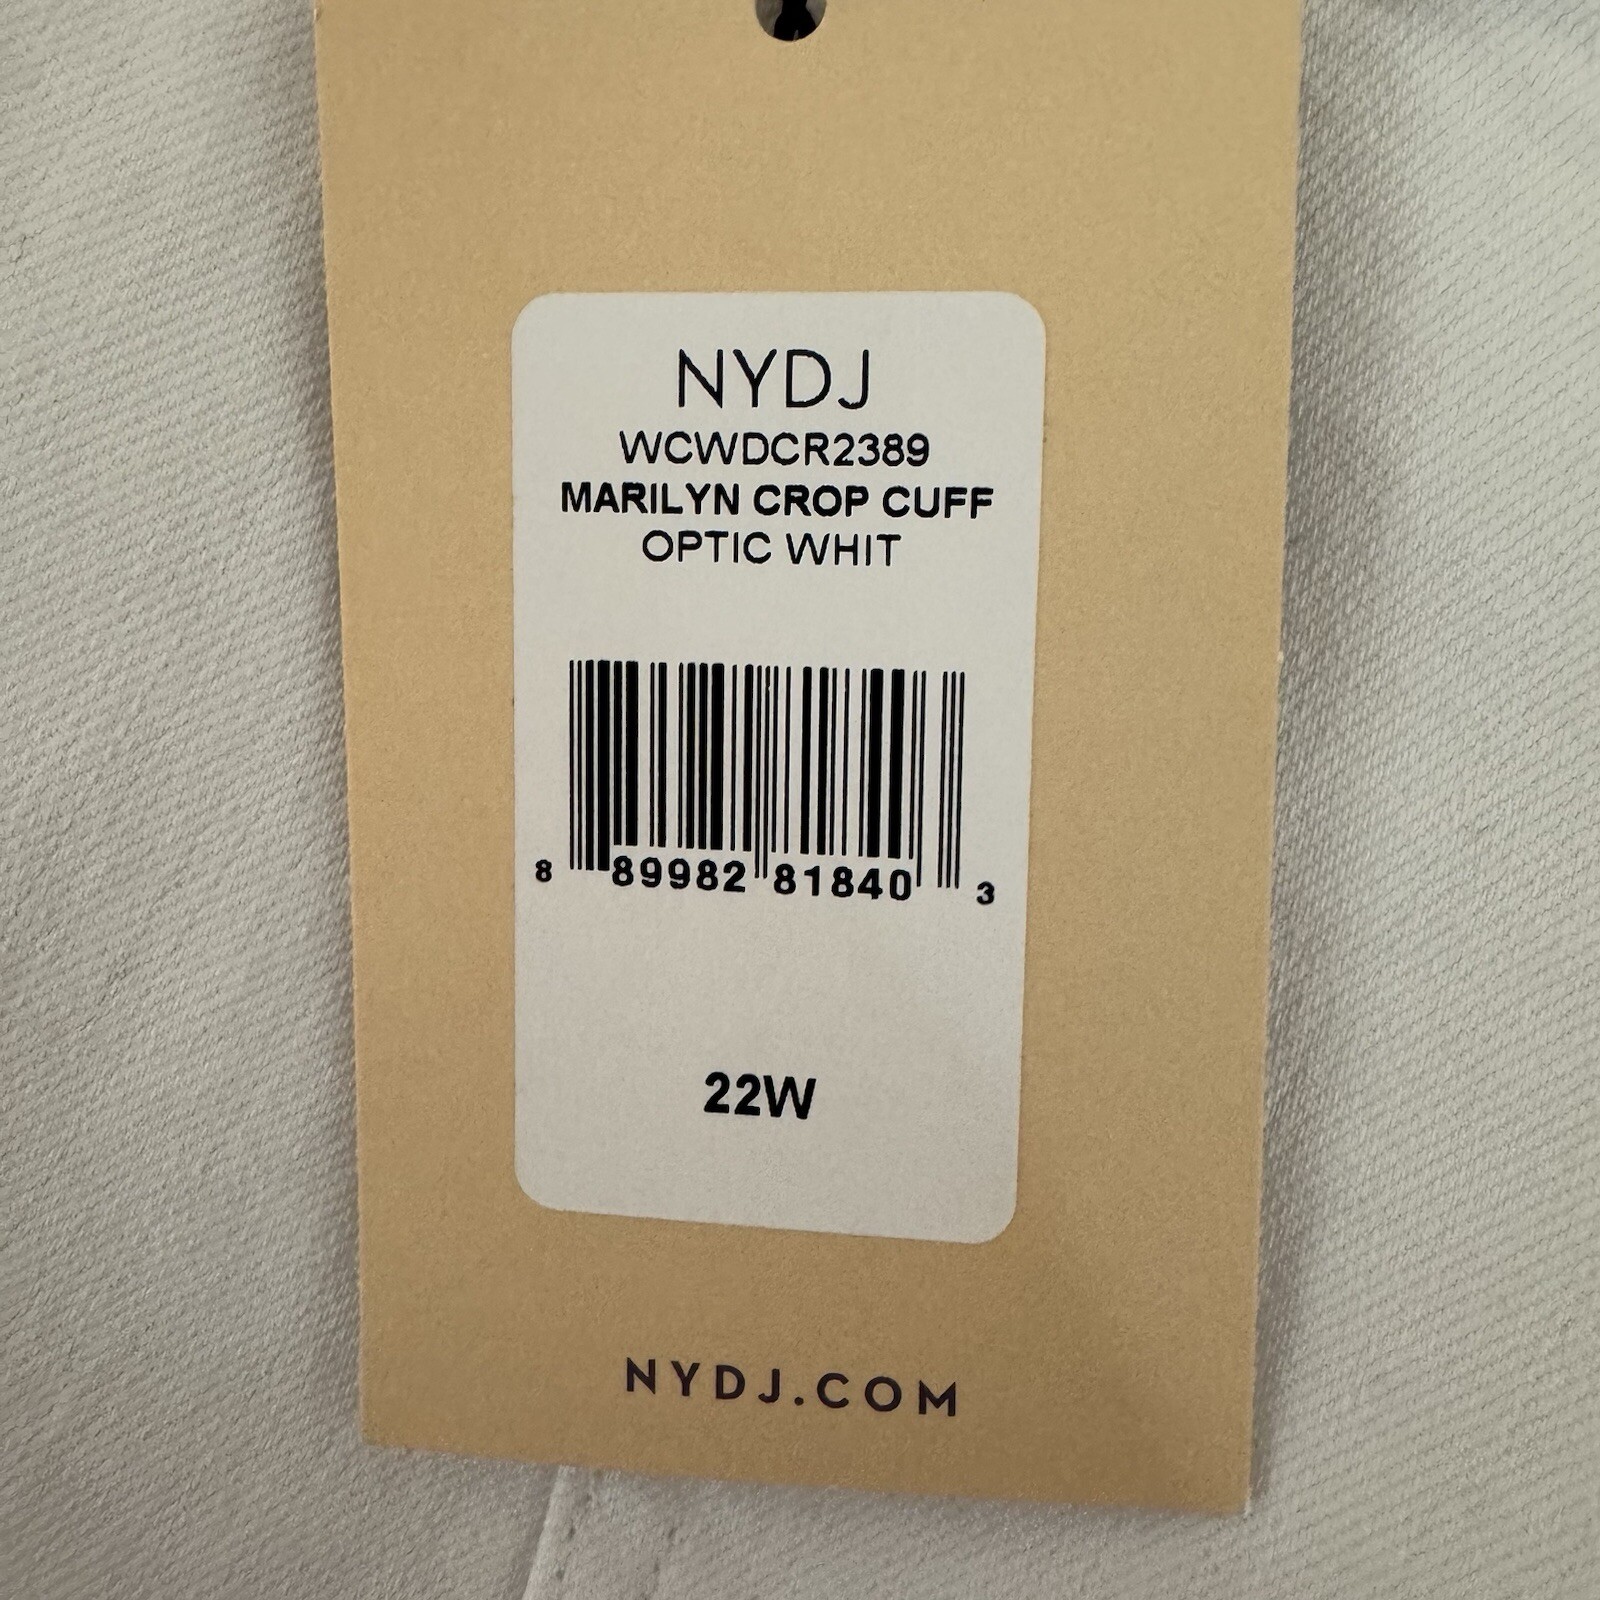 NYDJ
WCWDCR2389
MARILYN CROP CUFF
OPTIC WHIT
8 89982 81840 3
22W
NYDJ.COM